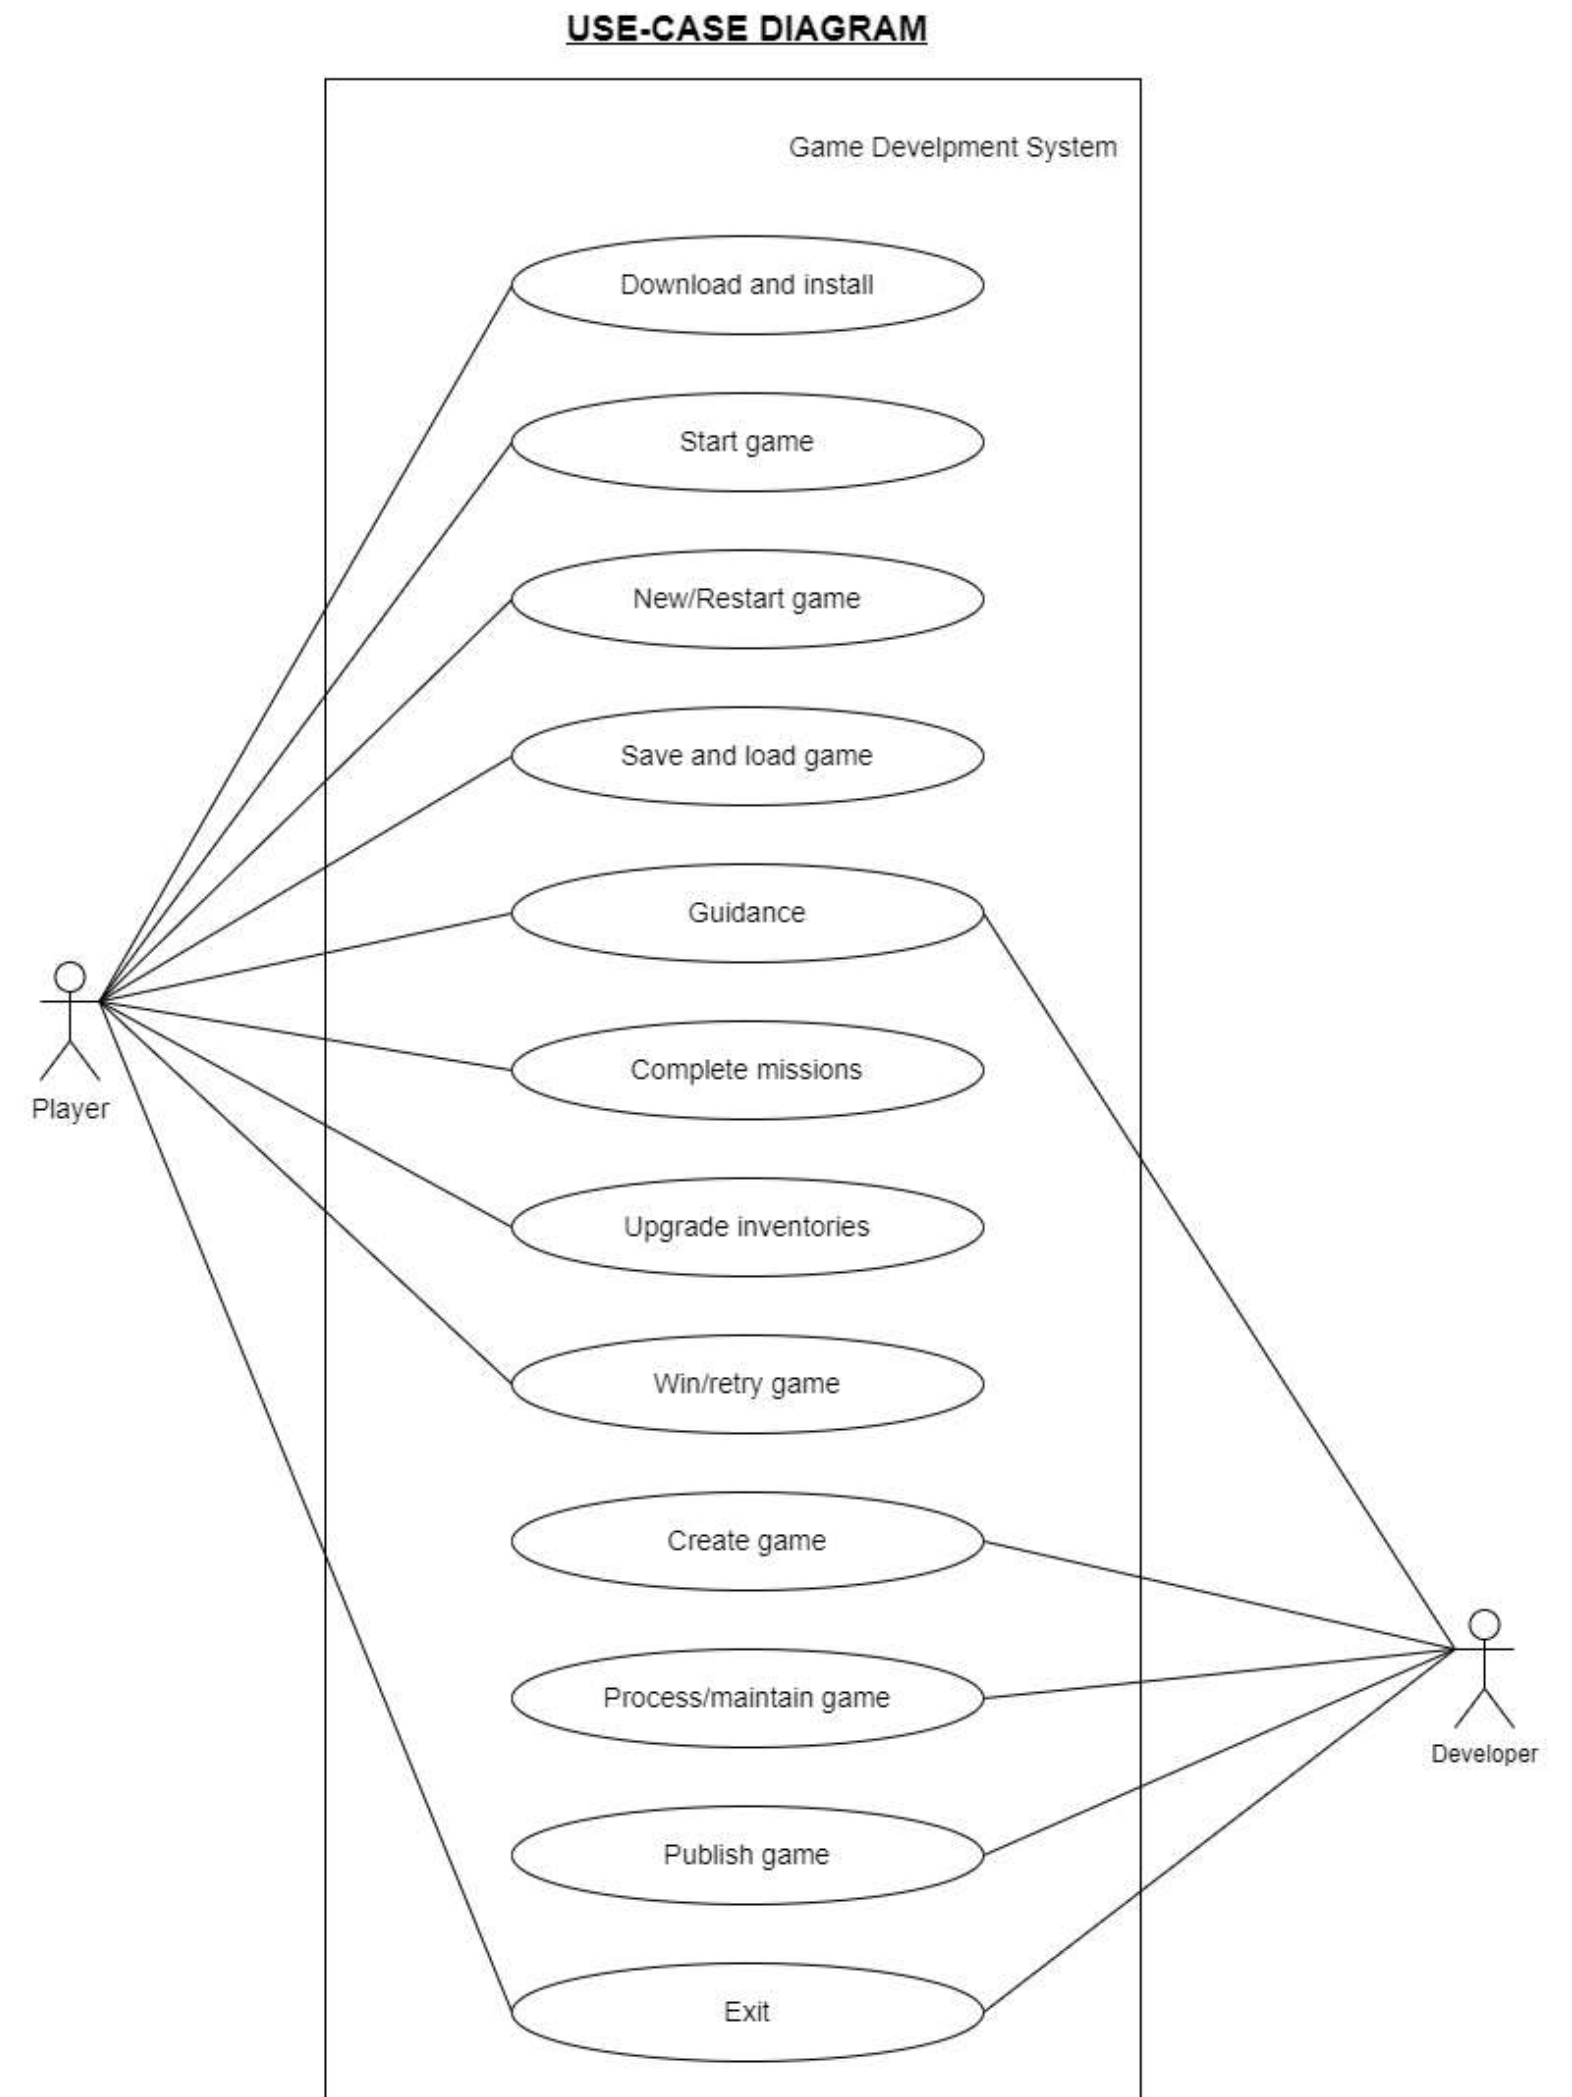 USE-CASE DIAGRAM
Game Develpment System
Download and install
Start game
New/Restart game
Save and load game
Guidance
Complete missions
Player
Upgrade inventories
Win/retry game
Create game
Process/maintain game
Developer
Publish game
Exit